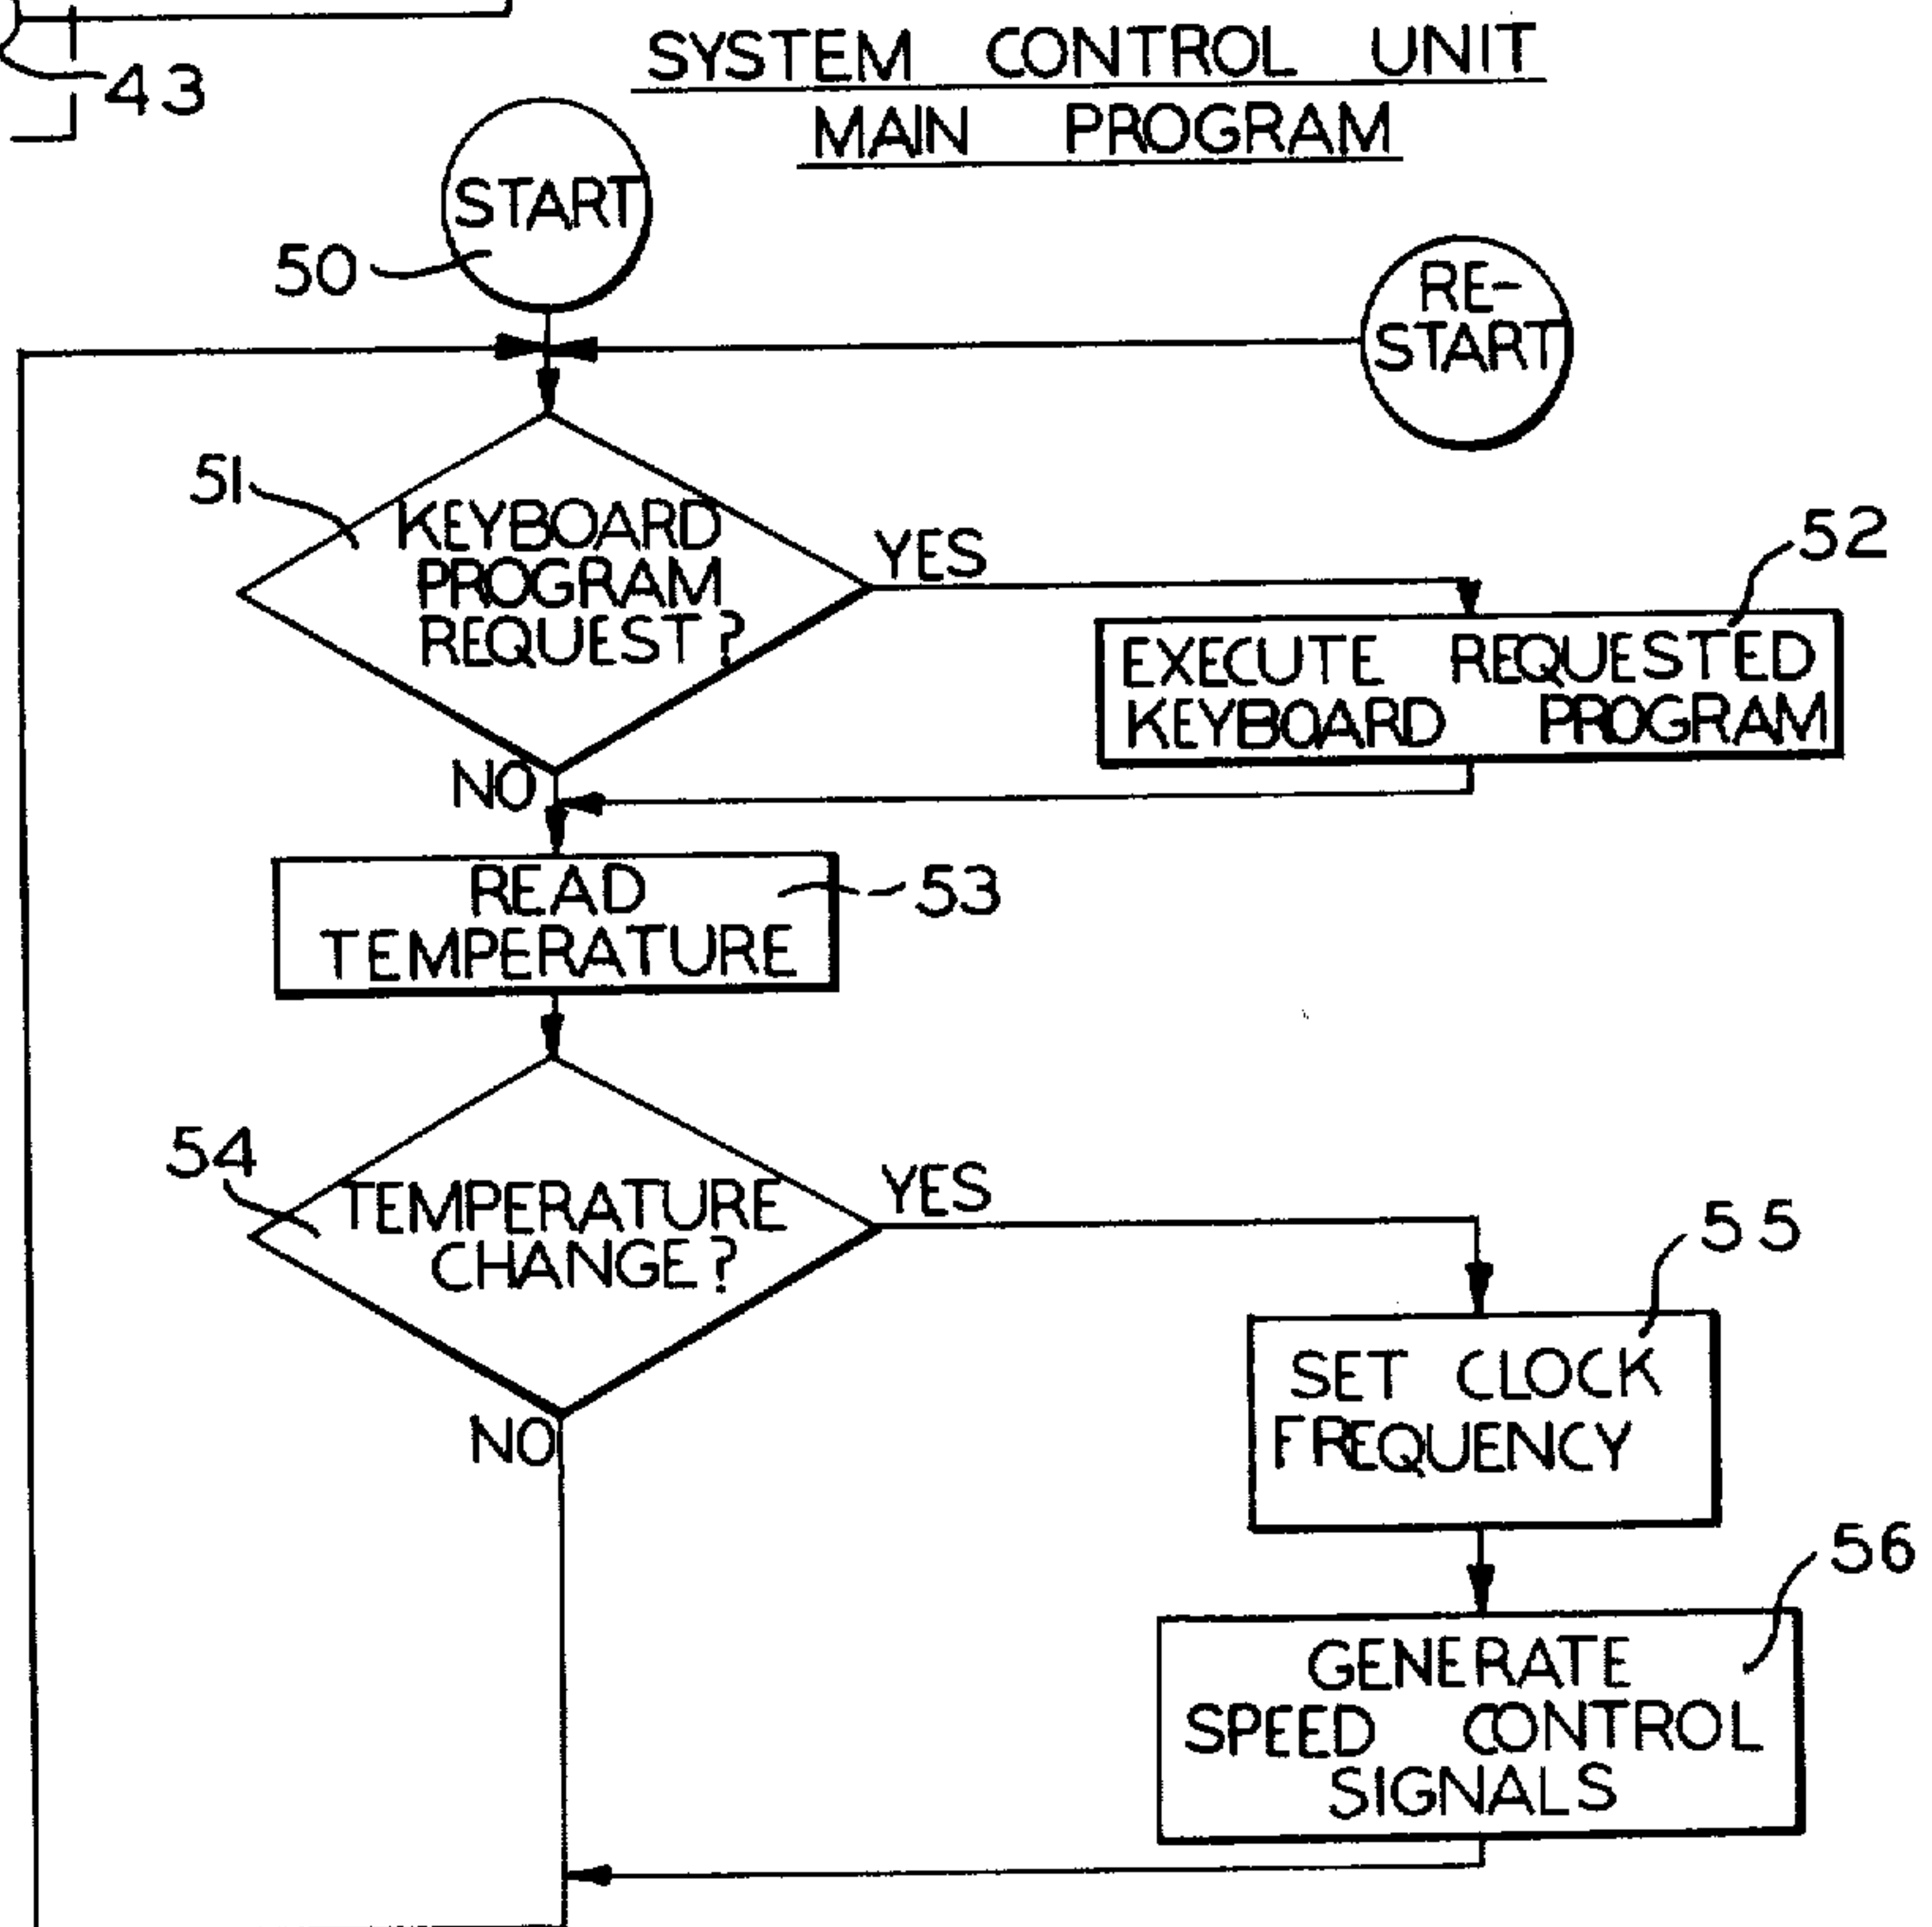 43
SYSTEM CONTROL UNIT
MAIN PROGRAM
START
50
RE-
START
51
KEYBOARD
PROGRAM
REQUEST?
YES
52
EXECUTE REQUESTED
KEYBOARD PROGRAM
NO
READ
TEMPERATURE
53
54
TEMPERATURE
CHANGE?
YES
55
SET CLOCK
FREQUENCY
NO
56
GENERATE
SPEED CONTROL
SIGNALS